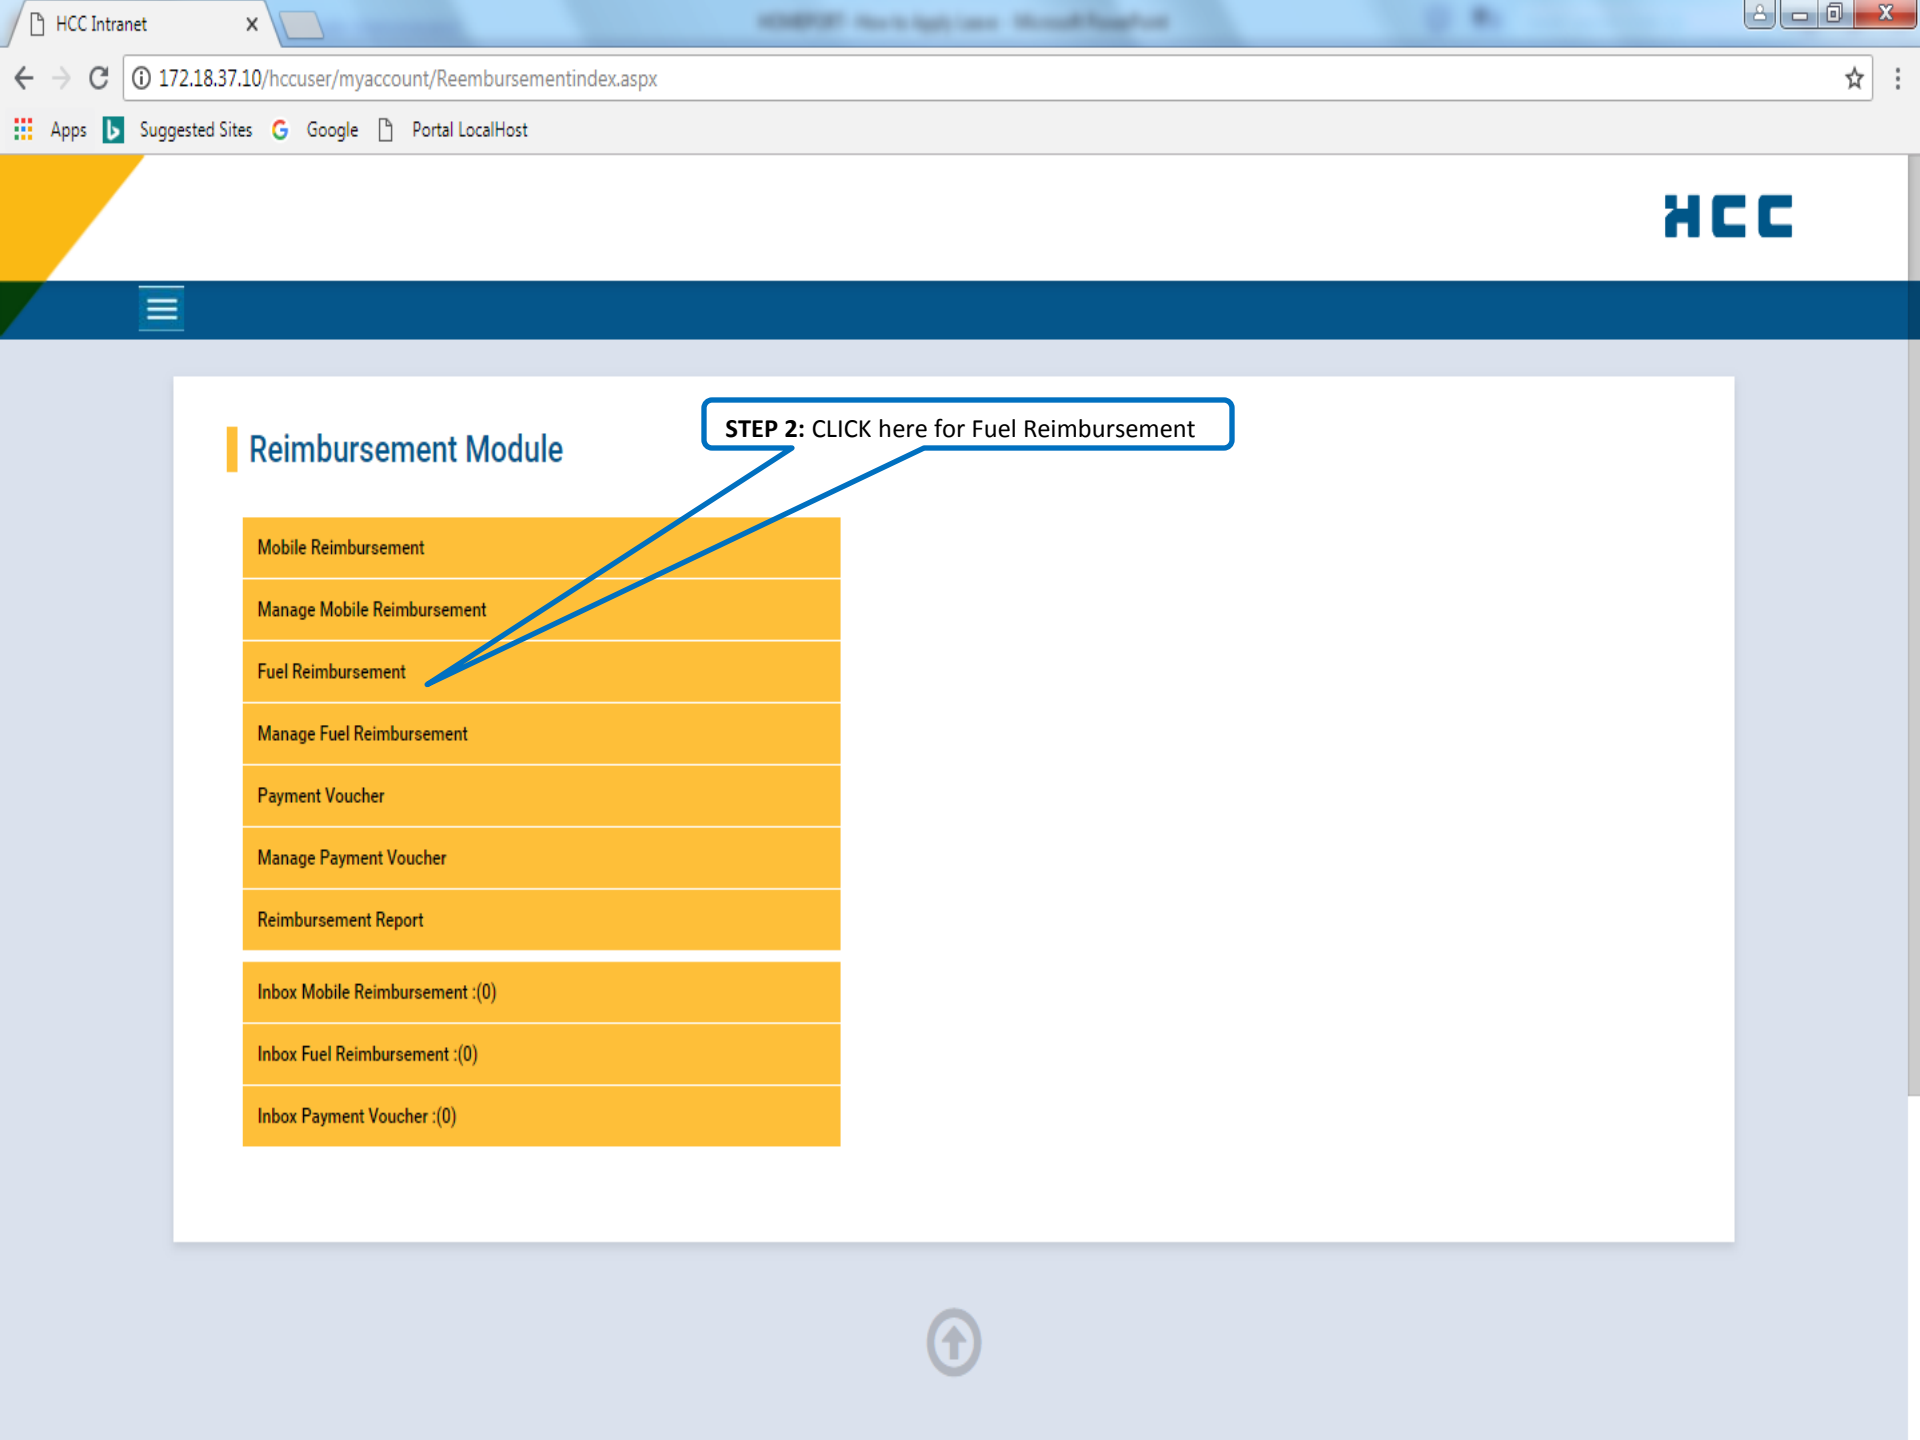 HCC Intranet
172.18.37.10/hccuser/myaccount/Reembursementindex.aspx
Apps Suggested Sites Google Portal LocalHost
HCC
STEP 2: CLICK here for Fuel Reimbursement
Reimbursement Module
Mobile Reimbursement
Manage Mobile Reimbursement
Fuel Reimbursement
Manage Fuel Reimbursement
Payment Voucher
Manage Payment Voucher
Reimbursement Report
Inbox Mobile Reimbursement :(0)
Inbox Fuel Reimbursement :(0)
Inbox Payment Voucher :(0)